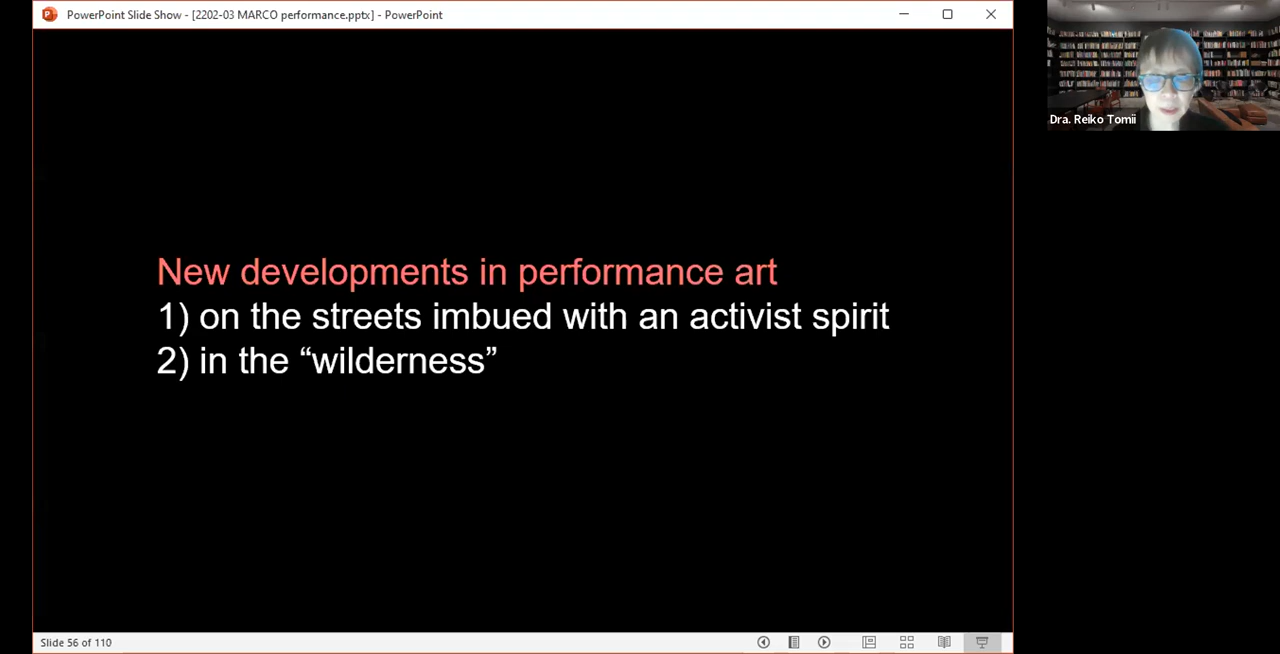 PowerPoint Slide Show - [2202-03 MARCO performance.pptx] - PowerPoint
Dra. Reiko Tomii
New developments in performance art
1) on the streets imbued with an activist spirit
2) in the “wilderness”
Slide 56 of 110